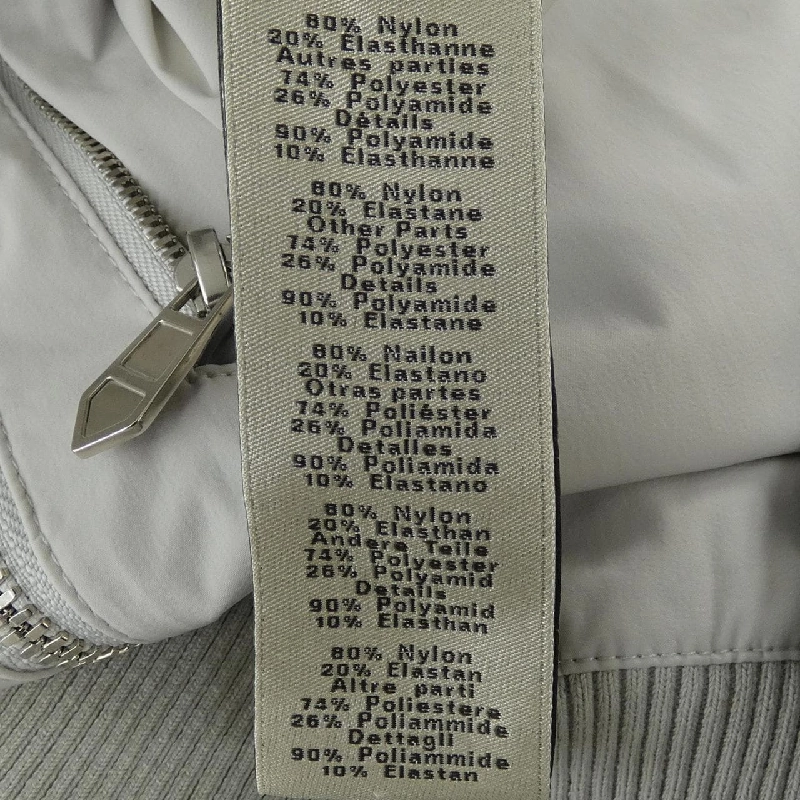 80% Nylon
20% Elasthanne
Autres parties
74% Polyester
26% Polyamide
Détails
90% Polyamide
10% Elasthanne
80% Nylon
20% Elastane
Other Parts
74% Polyester
26% Polyamide
Details
90% Polyamide
10% Elastane
80% Nailon
20% Elastano
Otras partes
74% Poliéster
26% Poliamida
Detalles
90% Poliamida
10% Elastano
80% Nylon
20% Elasthan
Andere Teile
74% Polyester
26% Polyamid
Details
90% Polyamid
10% Elasthan
80% Nylon
20% Elastan
Altre parti
74% Poliestere
26% Poliammide
Dettagli
90% Poliammide
10% Elastan